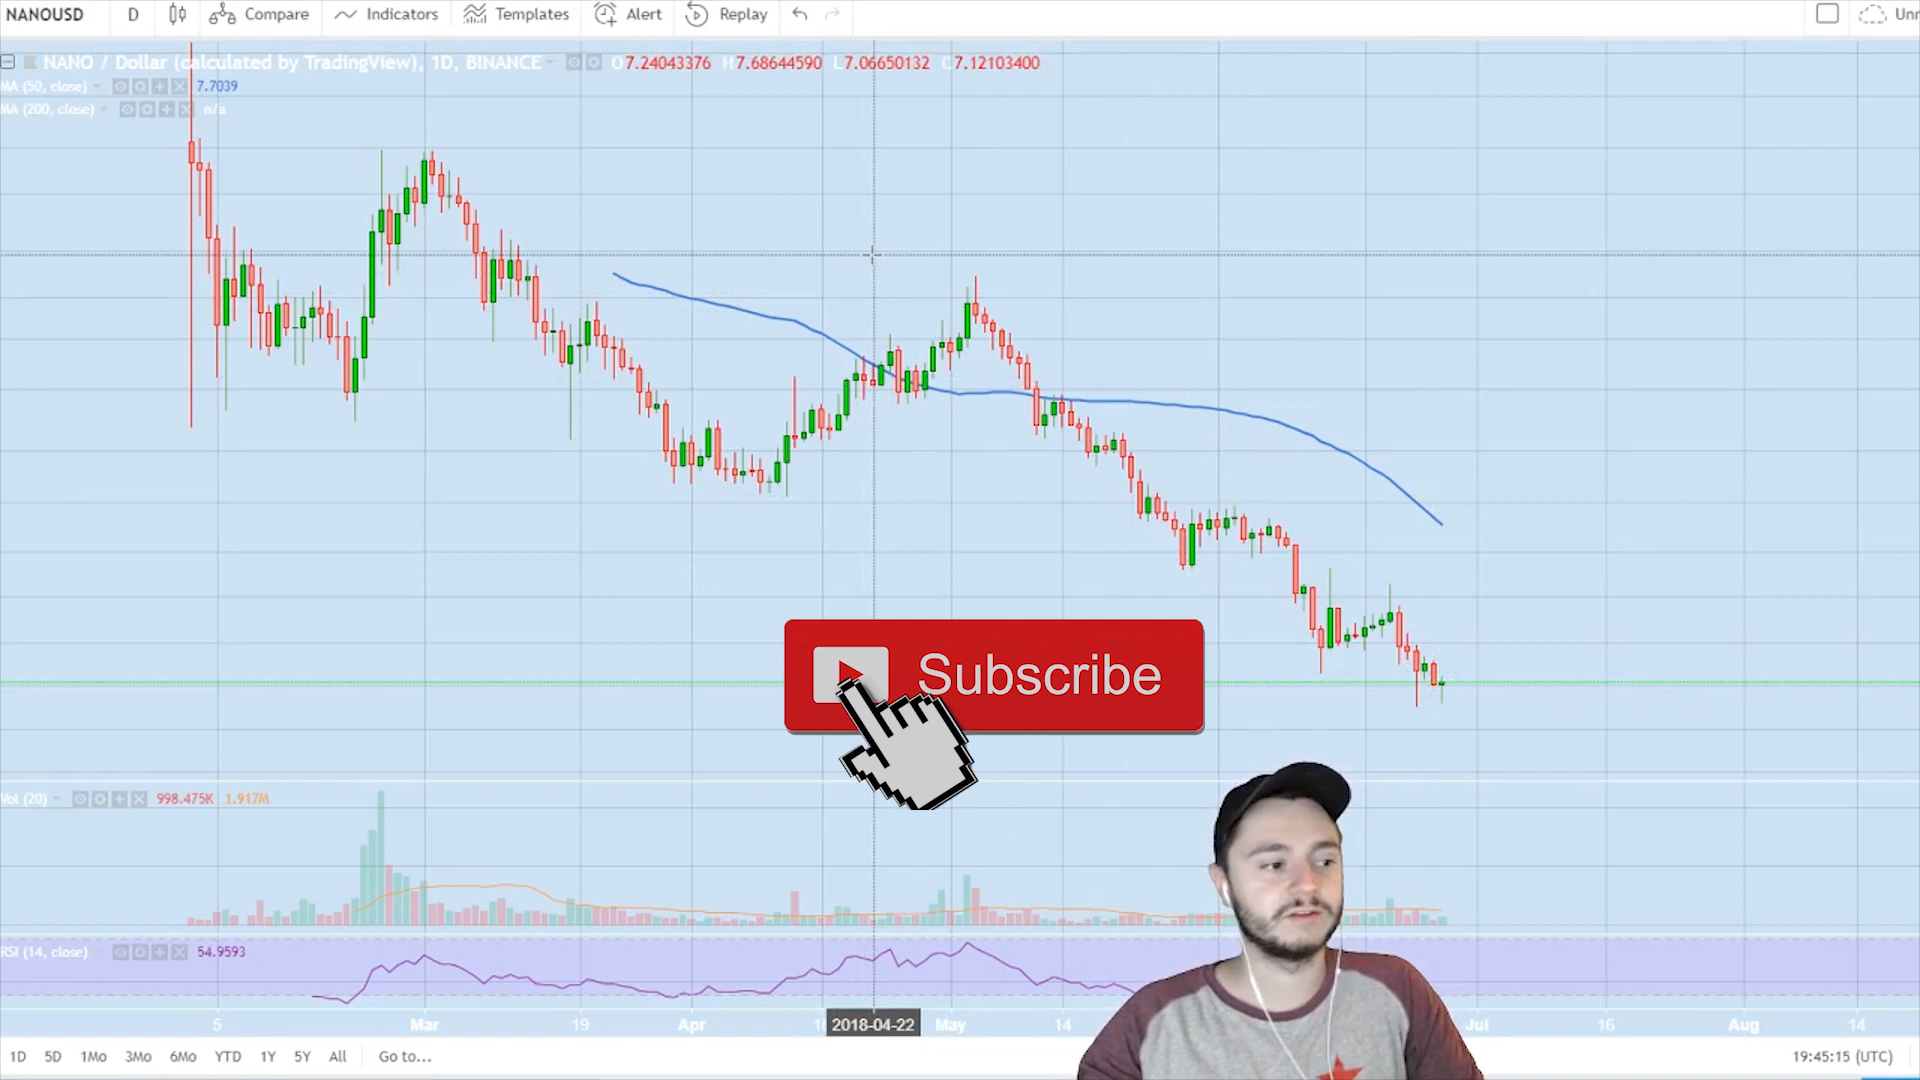 NANOUSD D Compare Indicators Templates Alert Replay
NANO / Dollar (calculated by TradingView), 1D, BINANCE O7.24043376 H7.68644590 L7.06650132 C7.12103400
MA (50, close) 7.7039
MA (200, close) n/a
Subscribe
Vol (20) 998.475K 1.917M
RSI (14, close) 54.9593
5 Mar 19 Apr 2018-04-22 May 14 Jul 16 Aug 14
1D 5D 1Mo 3Mo 6Mo YTD 1Y 5Y All Go to... 19:45:15 (UTC)